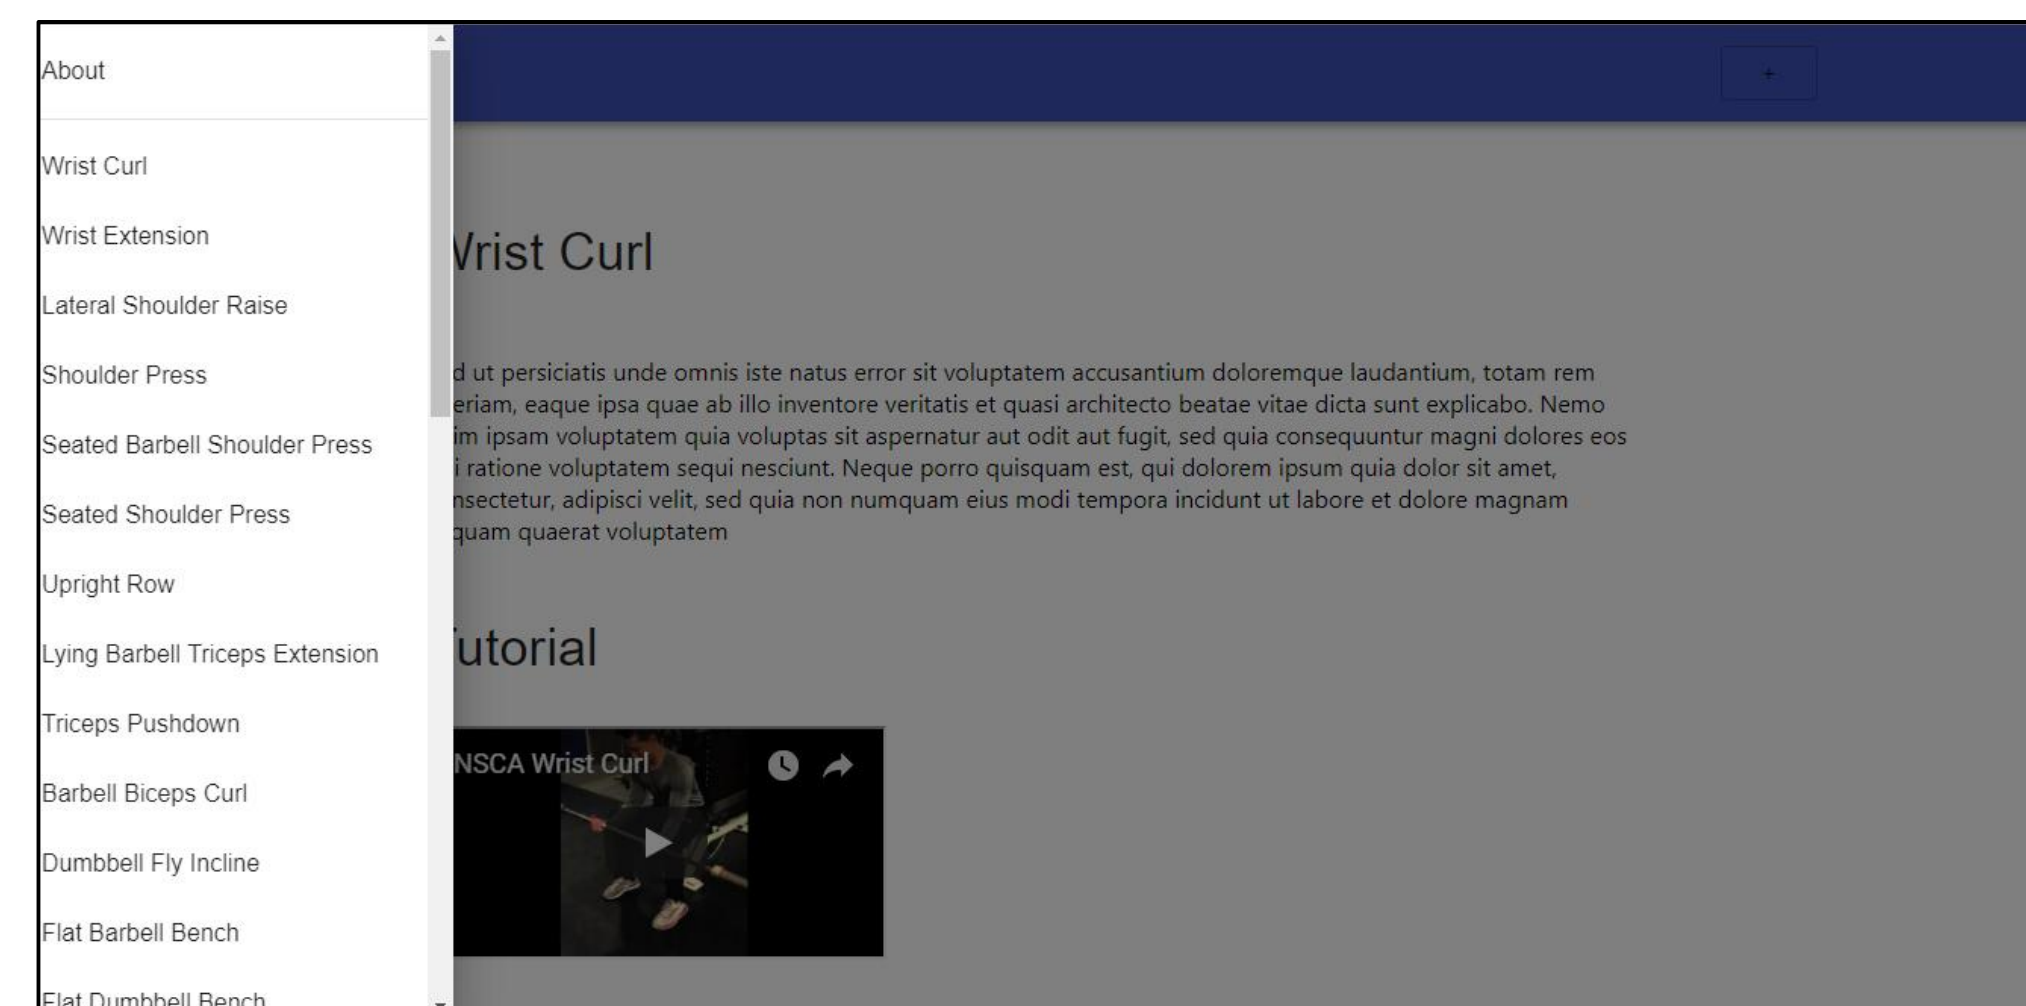 About
Wrist Curl
Wrist Extension
Lateral Shoulder Raise
Shoulder Press
Seated Barbell Shoulder Press
Seated Shoulder Press
Upright Row
Lying Barbell Triceps Extension
Triceps Pushdown
Barbell Biceps Curl
Dumbbell Fly Incline
Flat Barbell Bench
Flat Dumbbell Bench
+
Wrist Curl
d ut persiciatis unde omnis iste natus error sit voluptatem accusantium doloremque laudantium, totam rem
eriam, eaque ipsa quae ab illo inventore veritatis et quasi architecto beatae vitae dicta sunt explicabo. Nemo
im ipsam voluptatem quia voluptas sit aspernatur aut odit aut fugit, sed quia consequuntur magni dolores eos
i ratione voluptatem sequi nesciunt. Neque porro quisquam est, qui dolorem ipsum quia dolor sit amet,
nsectetur, adipisci velit, sed quia non numquam eius modi tempora incidunt ut labore et dolore magnam
quam quaerat voluptatem
utorial
NSCA Wrist Curl